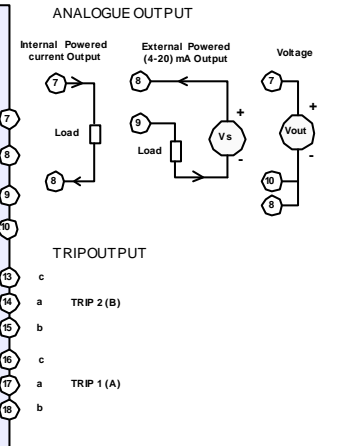 ANALOGUE OUTPUT
Internal Powered
current Output
7
Load
8
External Powered
(4-20) mA Output
8
9
Load
Vs
+
-
Voltage
7
+
Vout
-
10
8
7
8
9
10
TRIPOUTPUT
13 c
14 a TRIP 2 (B)
15 b
16 c
17 a TRIP 1 (A)
18 b